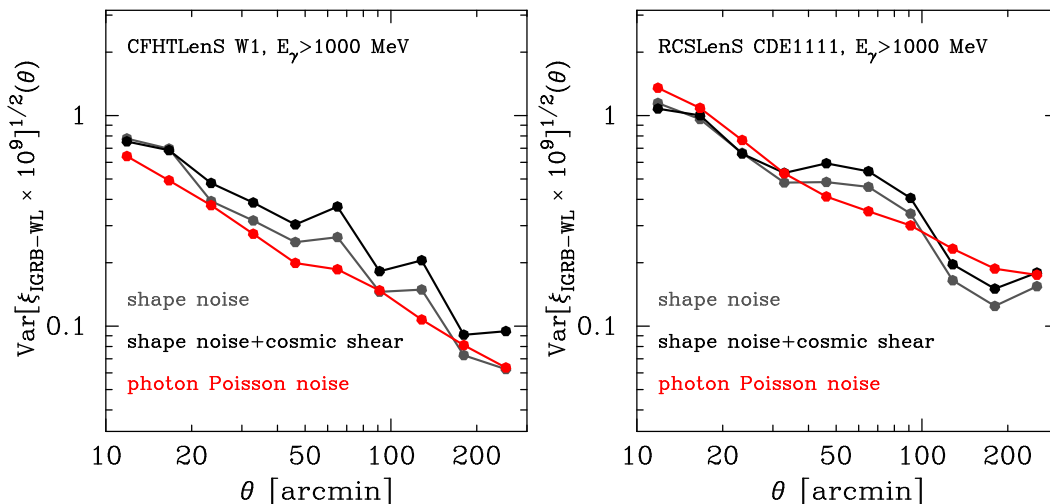 CFHTLenS W1, E_γ>1000 MeV
Var[ξ_IGRB−WL × 10^9]^1/2(θ)
1
0.1
shape noise
shape noise+cosmic shear
photon Poisson noise
10 20 50 100 200
θ [arcmin]
RCSLenS CDE1111, E_γ>1000 MeV
Var[ξ_IGRB−WL × 10^9]^1/2(θ)
1
0.1
shape noise
shape noise+cosmic shear
photon Poisson noise
10 20 50 100 200
θ [arcmin]